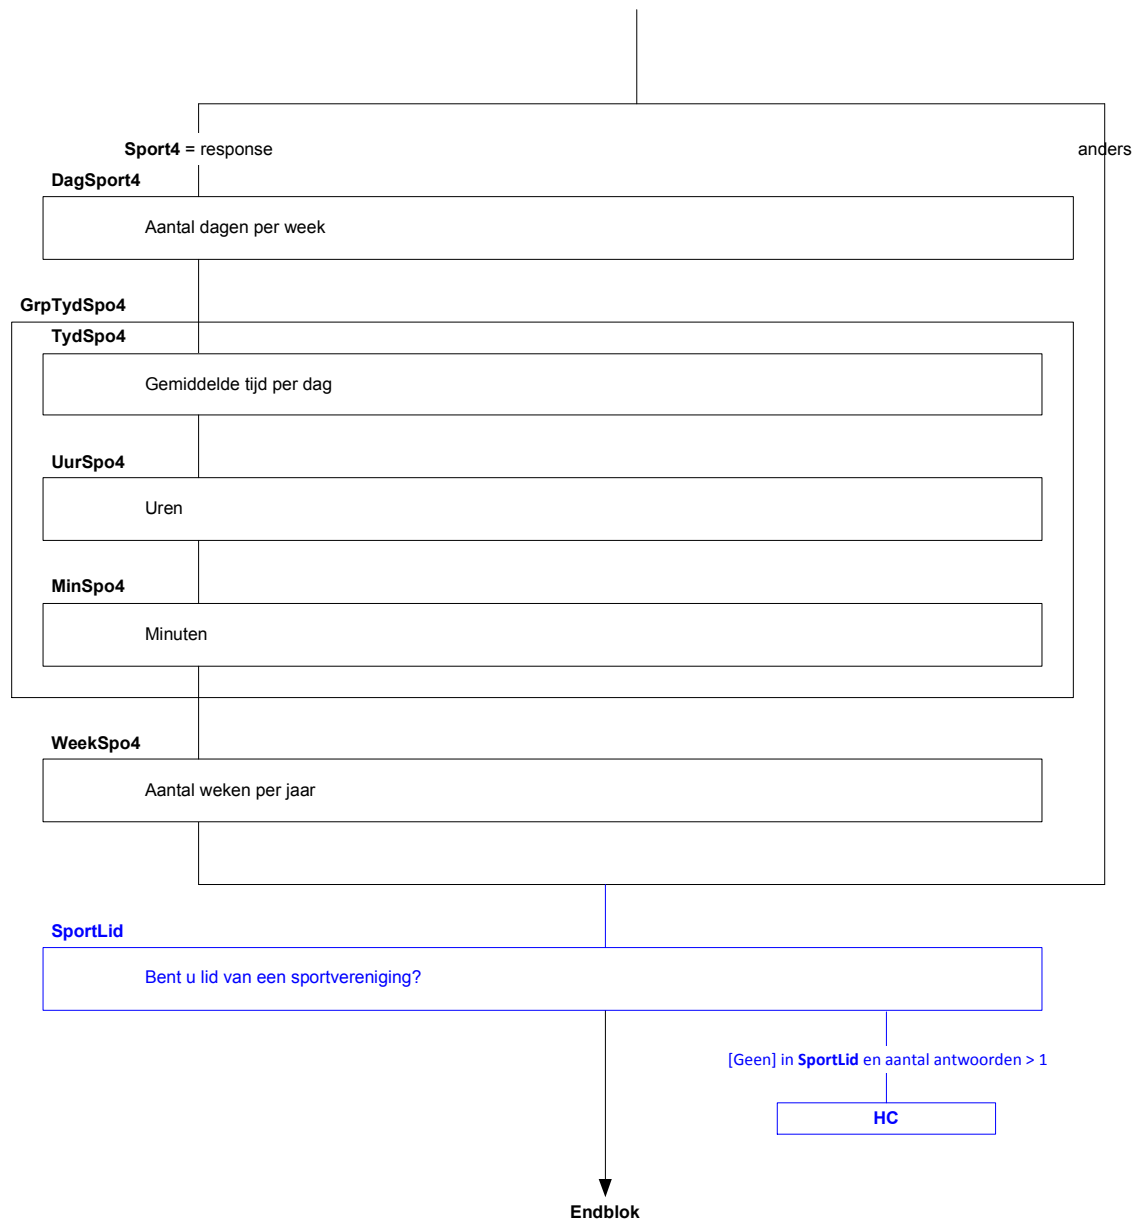 Sport4 = response
anders
DagSport4
Aantal dagen per week
GrpTydSpo4
TydSpo4
Gemiddelde tijd per dag
UurSpo4
Uren
MinSpo4
Minuten
WeekSpo4
Aantal weken per jaar
SportLid
Bent u lid van een sportvereniging?
[Geen] in SportLid en aantal antwoorden > 1
HC
Endblok